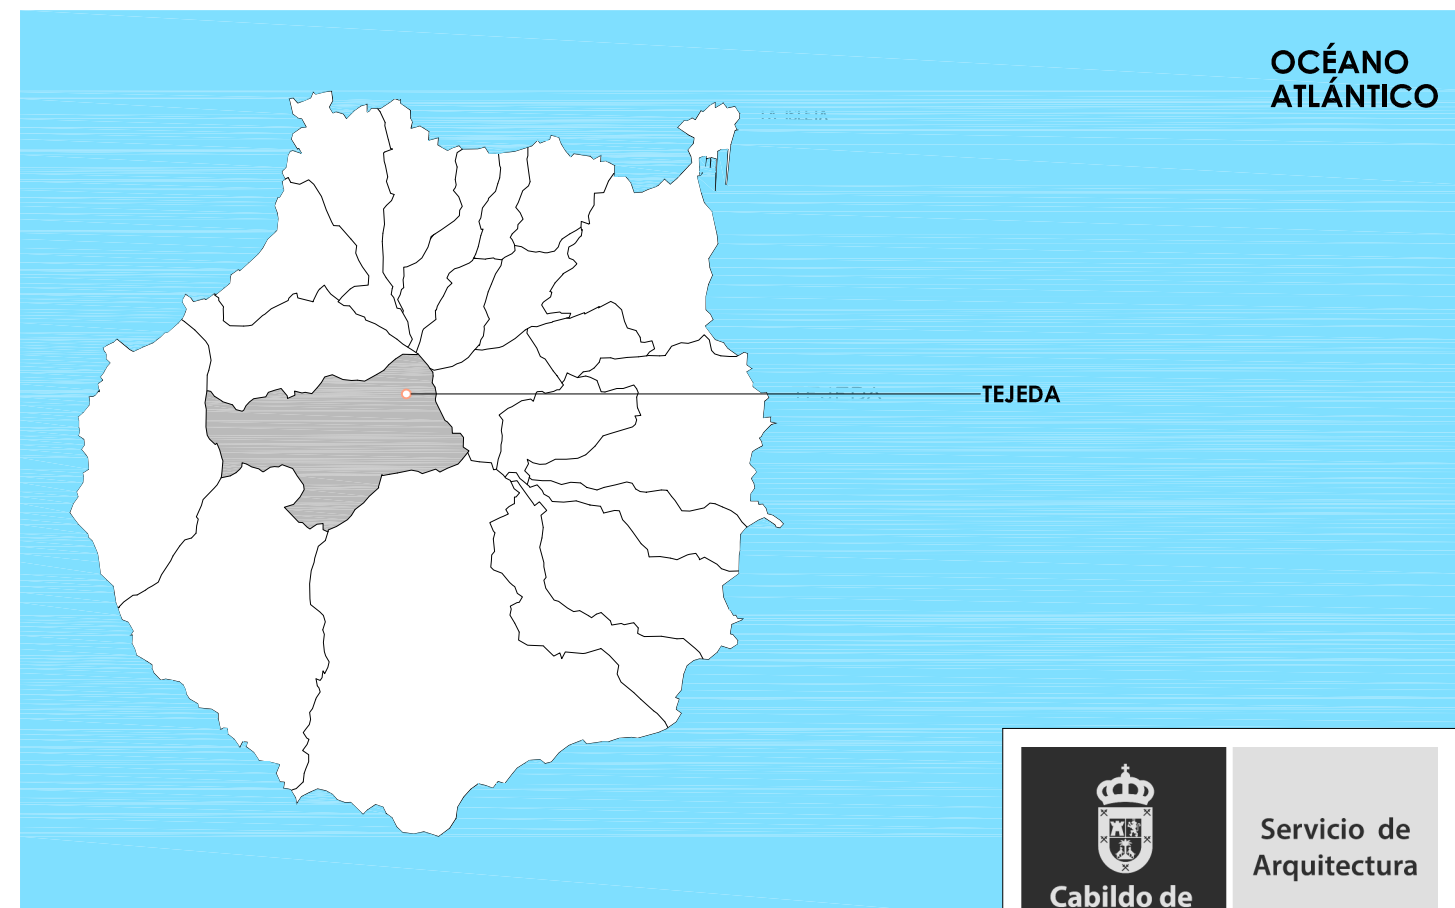 OCÉANO
ATLÁNTICO
TEJEDA
Servicio de
Arquitectura
Cabildo de